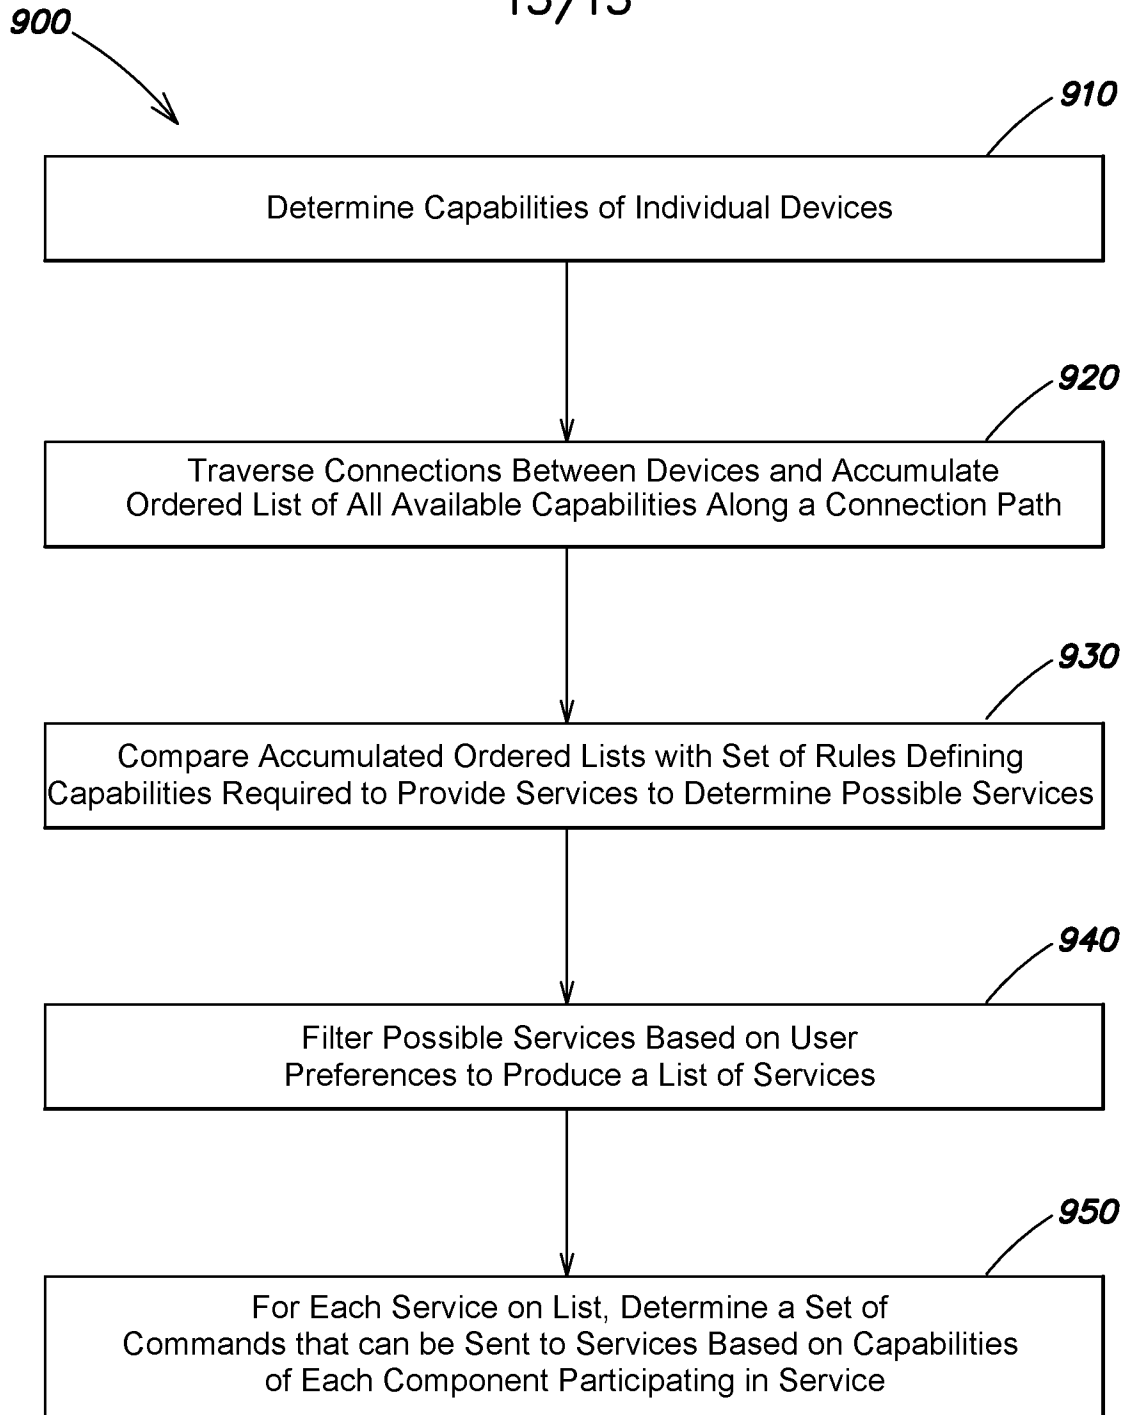 13/13
900
910
Determine Capabilities of Individual Devices
920
Traverse Connections Between Devices and Accumulate
Ordered List of All Available Capabilities Along a Connection Path
930
Compare Accumulated Ordered Lists with Set of Rules Defining
Capabilities Required to Provide Services to Determine Possible Services
940
Filter Possible Services Based on User
Preferences to Produce a List of Services
950
For Each Service on List, Determine a Set of
Commands that can be Sent to Services Based on Capabilities
of Each Component Participating in Service